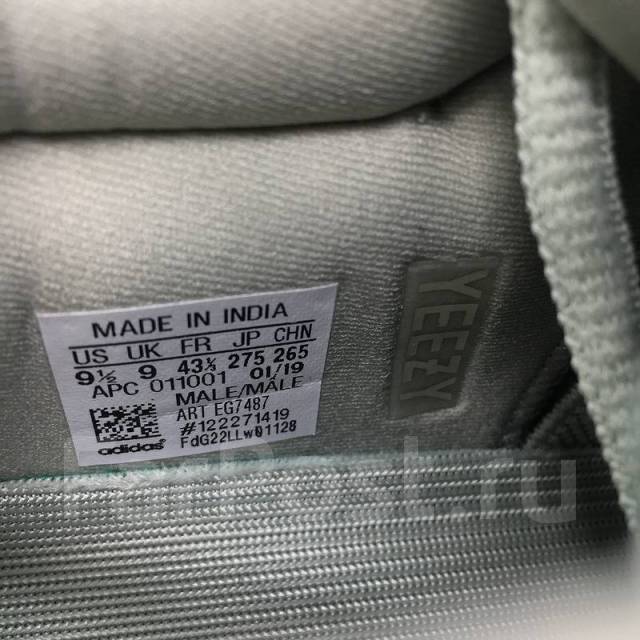 MADE IN INDIA
US UK FR JP CHN
9½ 9 43⅓ 275 265
APC 011001 01/19
MALE/MÂLE
ART EG7487
#122271419
FdG22LLw01128
adidas
YEEZY